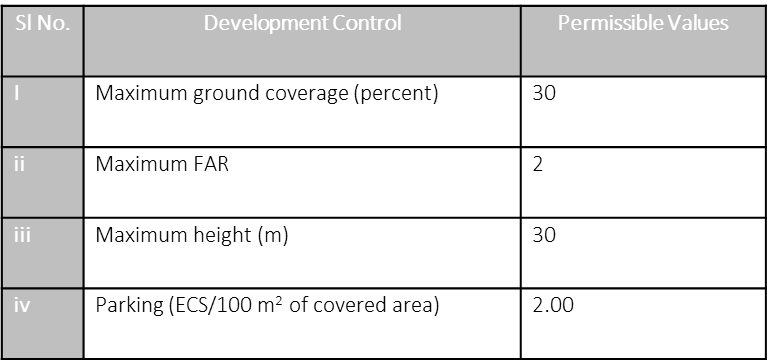 Sl No. Development Control Permissible Values
I Maximum ground coverage (percent) 30
ii Maximum FAR 2
iii Maximum height (m) 30
iv Parking (ECS/100 m² of covered area) 2.00